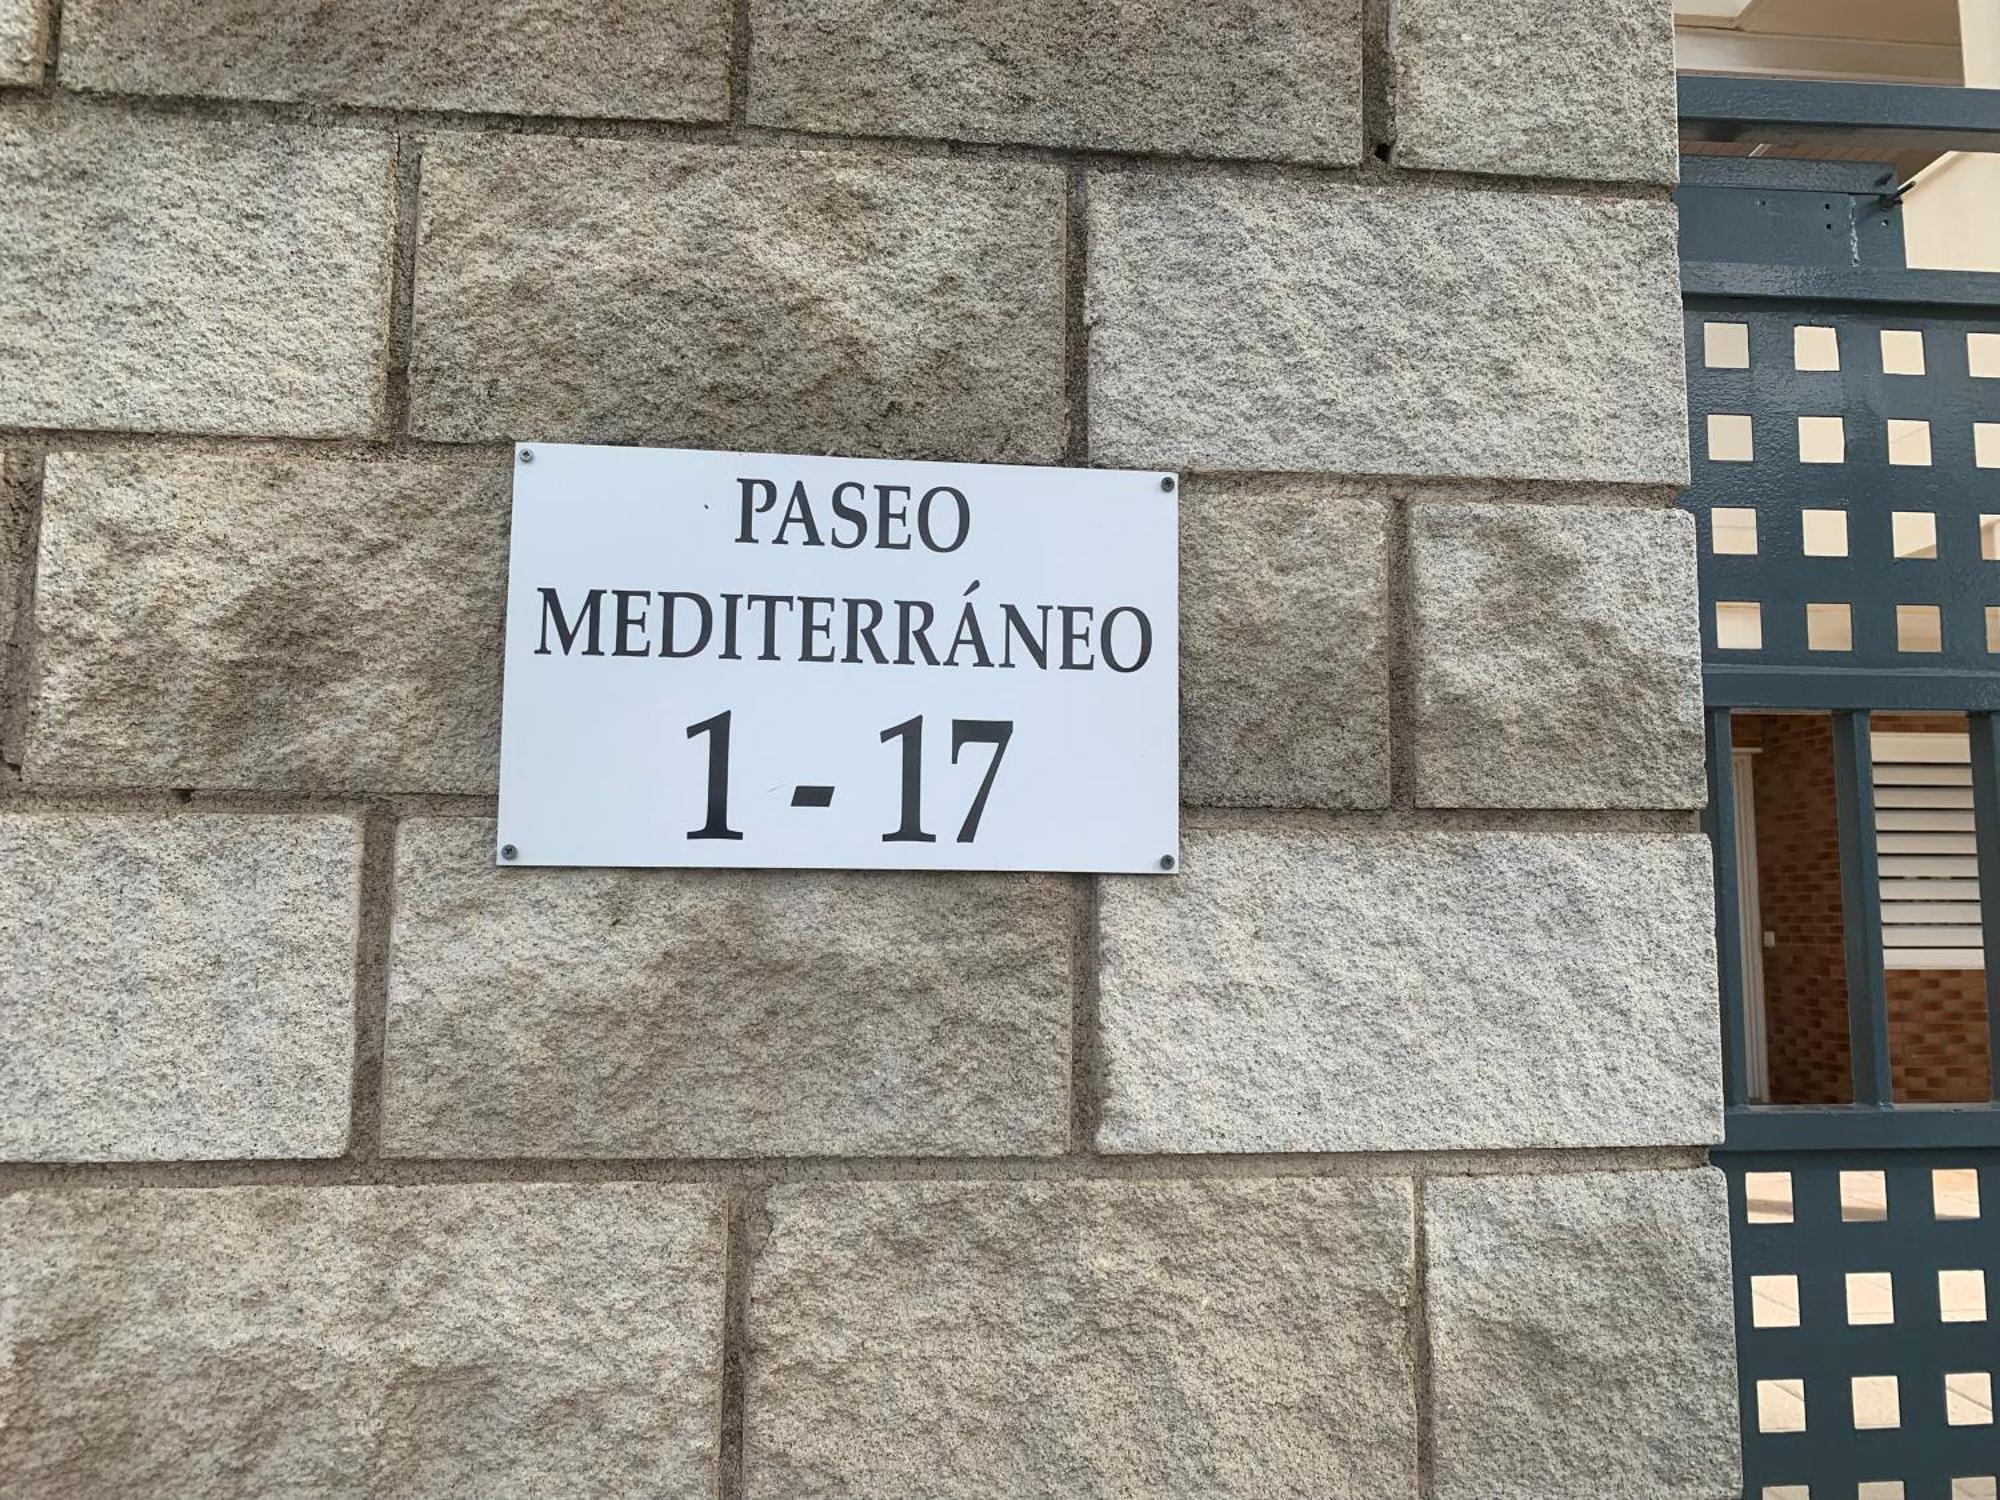 PASEO
MEDITERRÁNEO
1 - 17